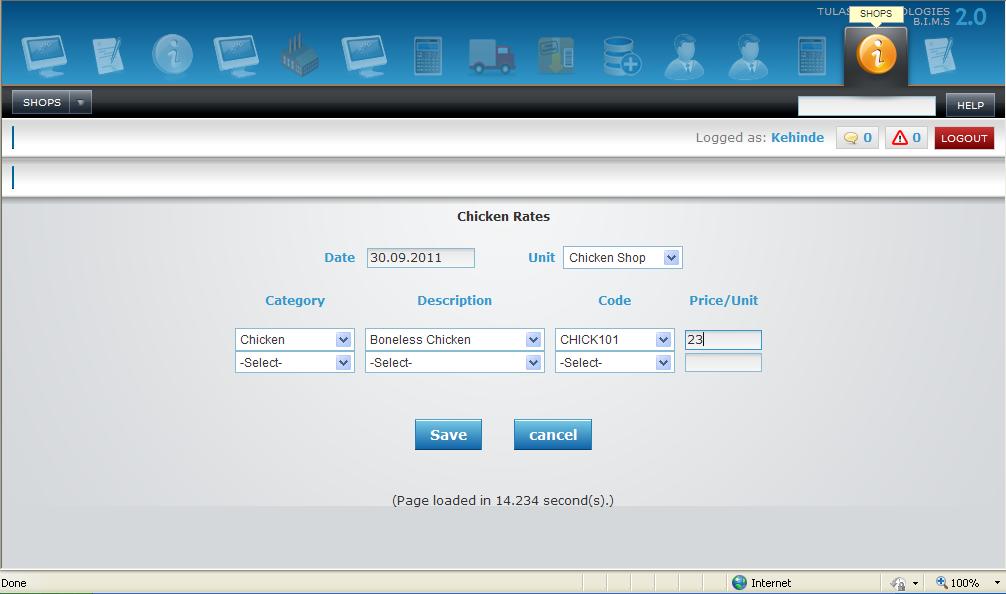 TULAS
SHOPS
OLOGIES
B.I.M.S 2.0
SHOPS
HELP
Logged as: Kehinde 0 0 LOGOUT
Chicken Rates
Date 30.09.2011 Unit Chicken Shop
Category Description Code Price/Unit
Chicken Boneless Chicken CHICK101 23
-Select- -Select- -Select-
Save cancel
(Page loaded in 14.234 second(s).)
Done Internet 100%